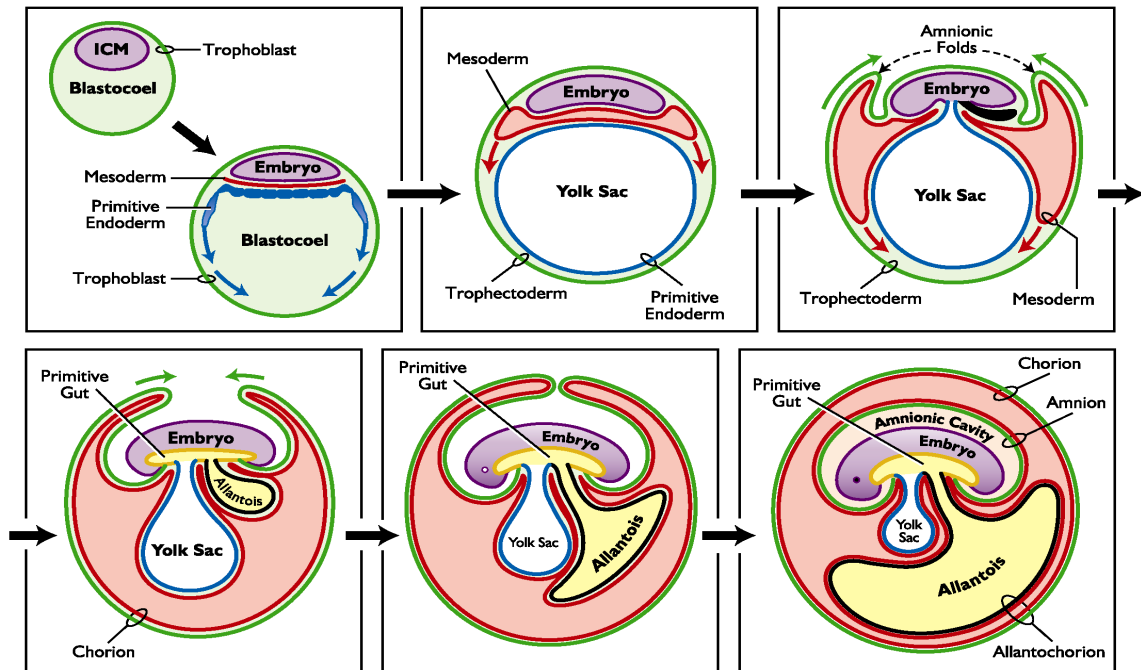 ICM
Trophoblast
Blastocoel
Embryo
Mesoderm
Primitive
Endoderm
Blastocoel
Trophoblast
Mesoderm
Embryo
Yolk Sac
Trophectoderm
Primitive
Endoderm
Amnionic
Folds
Embryo
Yolk Sac
Trophectoderm
Mesoderm
Primitive
Gut
Embryo
Allantois
Yolk Sac
Chorion
Primitive
Gut
Embryo
Yolk Sac
Allantois
Primitive
Gut
Chorion
Amnion
Amnionic Cavity
Embryo
Yolk
Sac
Allantois
Allantochorion